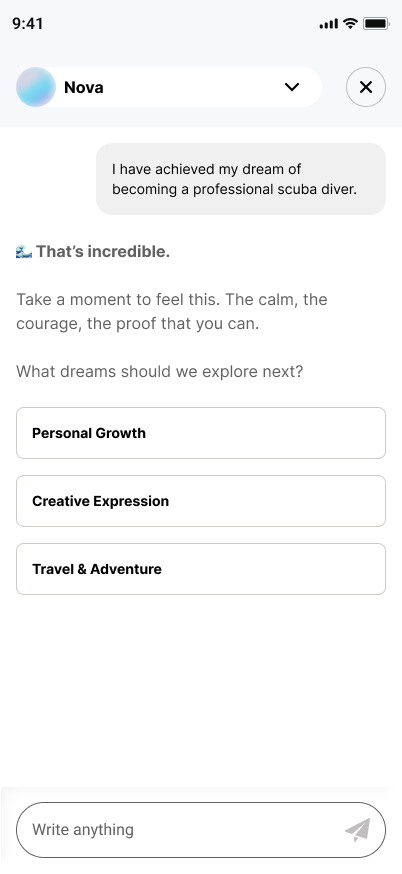 9:41
Nova
I have achieved my dream of
becoming a professional scuba diver.
🌊 That’s incredible.
Take a moment to feel this. The calm, the
courage, the proof that you can.
What dreams should we explore next?
Personal Growth
Creative Expression
Travel & Adventure
Write anything